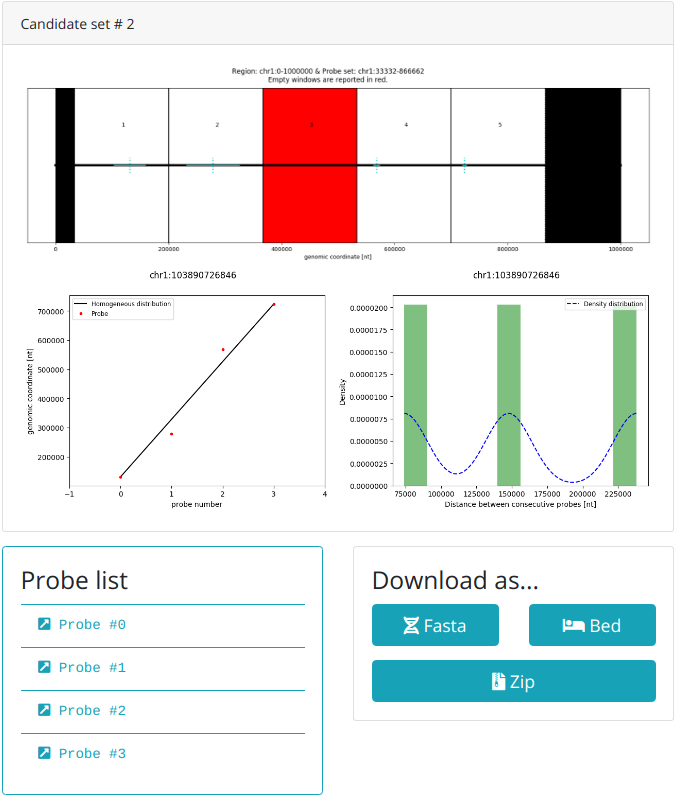 Candidate set # 2
Region: chr1:0-1000000 & Probe set: chr1:33332-866662
Empty windows are reported in red.
1 2 3 4 5
0 200000 400000 600000 800000 1000000
genomic coordinate [nt]
chr1:103890726846
Homogeneous distribution
Probe
700000
600000
500000
400000
300000
200000
genomic coordinate [nt]
−1 0 1 2 3 4
probe number
chr1:103890726846
Density distribution
0.0000200
0.0000175
0.0000150
0.0000125
0.0000100
0.0000075
0.0000050
0.0000025
0.0000000
Density
75000 100000 125000 150000 175000 200000 225000
Distance between consecutive probes [nt]
Probe list
Probe #0
Probe #1
Probe #2
Probe #3
Download as...
Fasta
Bed
Zip